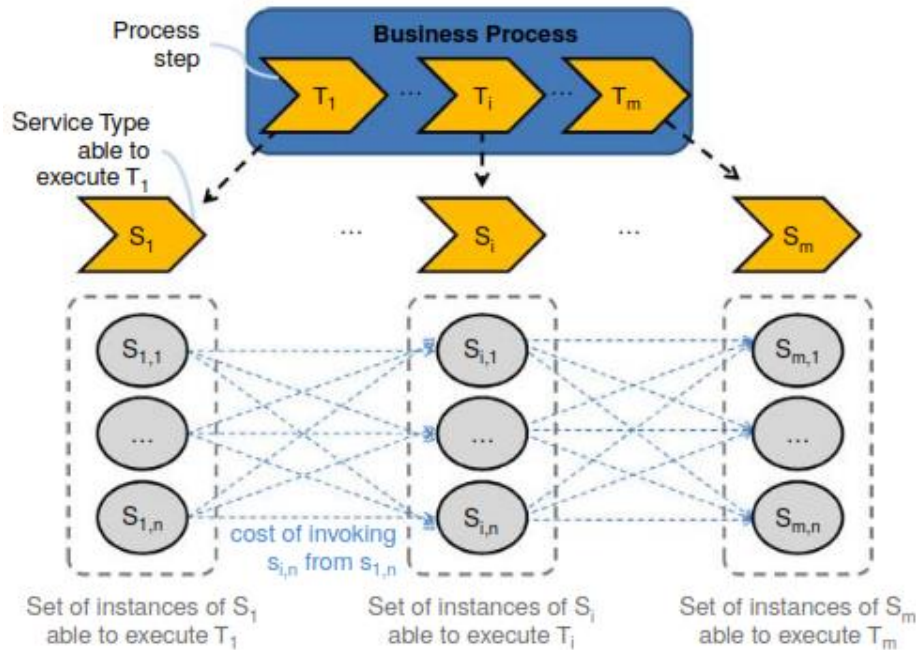 Business Process
Process
step
T1 ... Ti ... Tm
Service Type
able to
execute T1
S1 ... Si ... Sm
S1,1 Si,1 Sm,1
... ... ...
S1,n Si,n Sm,n
cost of invoking
si,n from s1,n
Set of instances of S1
able to execute T1
Set of instances of Si
able to execute Ti
Set of instances of Sm
able to execute Tm